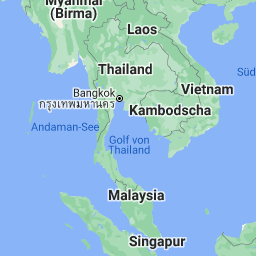 Myanmar
(Birma)
Laos
Thailand
Vietnam
Süd
Bangkok
กรุงเทพมหานคร
Kambodscha
Andaman-See
Golf von
Thailand
Malaysia
Singapur